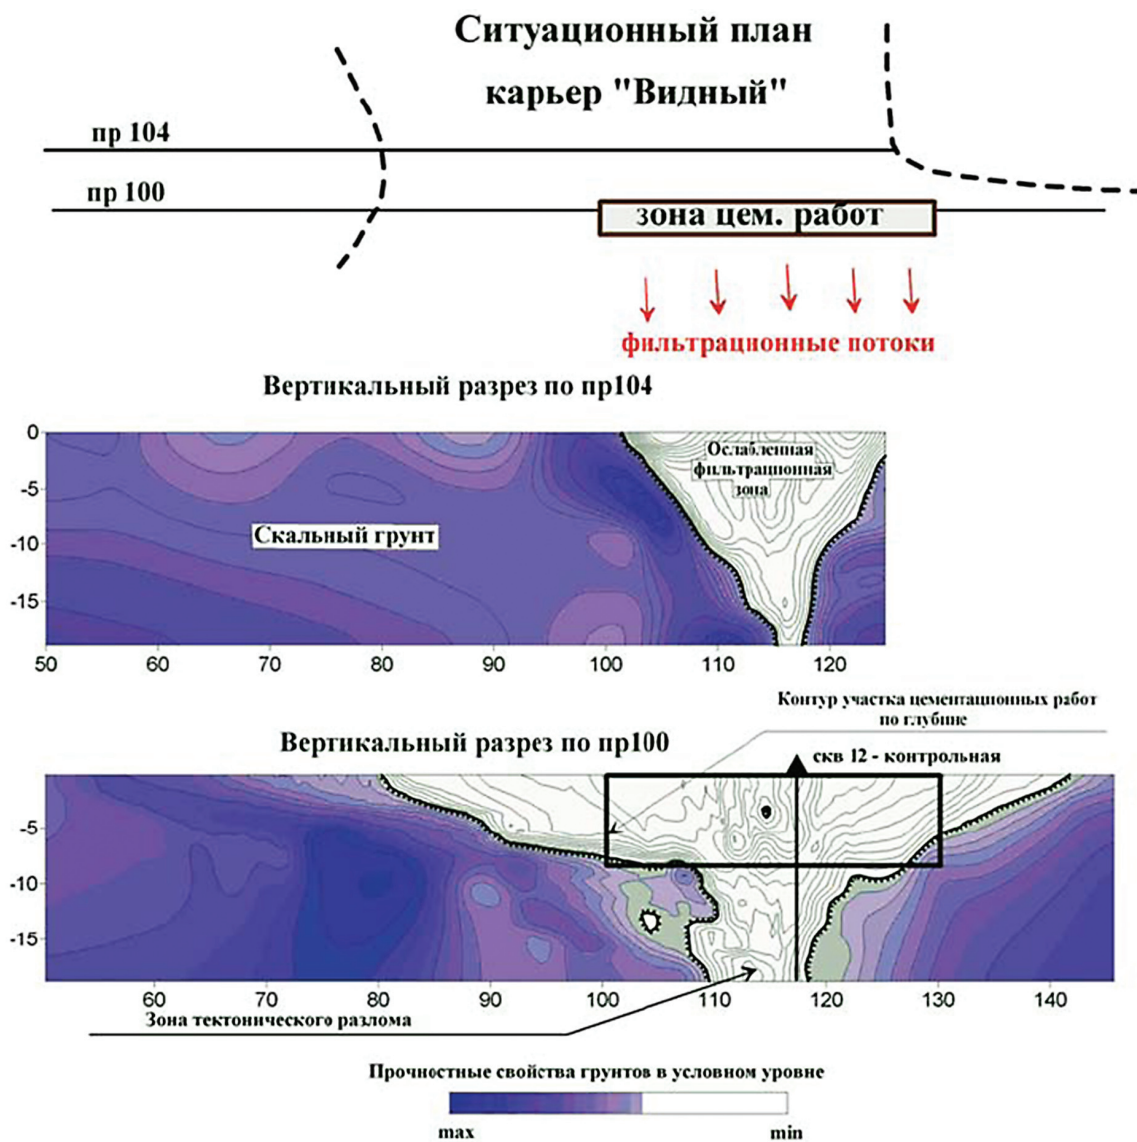 Ситуационный план
карьер "Видный"
пр 104
пр 100
зона цем. работ
фильтрационные потоки
Вертикальный разрез по пр104
0
-5
-10
-15
Ослабленная
фильтрационная
зона
Скальный грунт
50 60 70 80 90 100 110 120
Контур участка цементационных работ
по глубине
Вертикальный разрез по пр100
скв 12 - контрольная
-5
-10
-15
60 70 80 90 100 110 120 130 140
Зона тектонического разлома
Прочностные свойства грунтов в условном уровне
max min